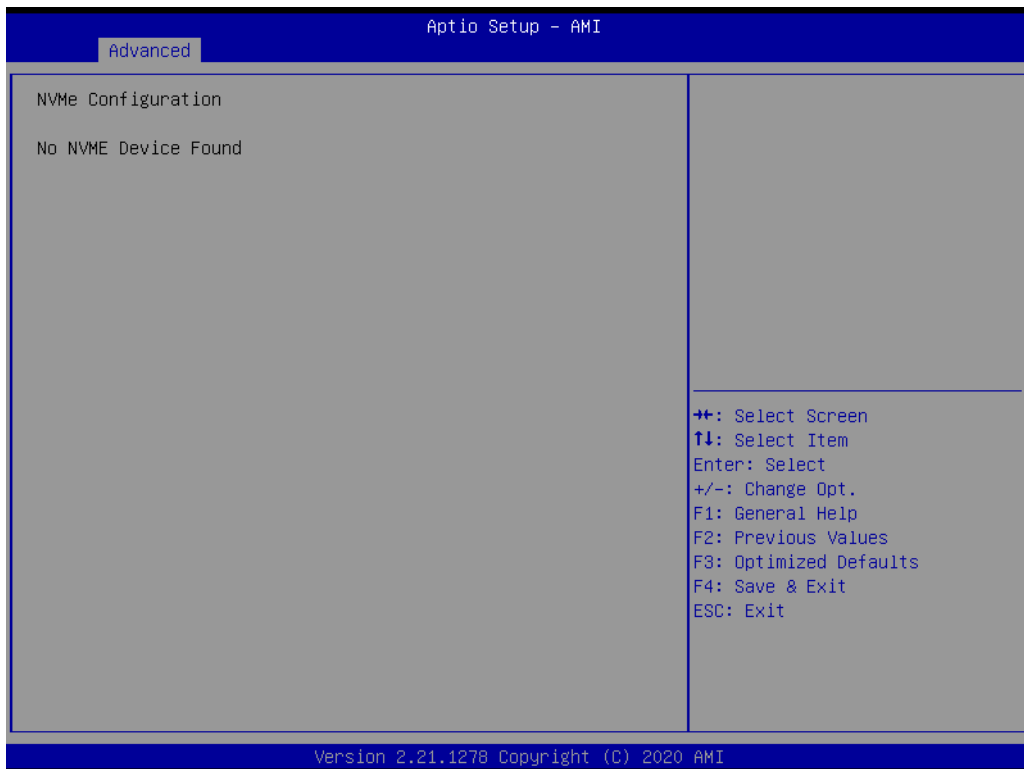 Aptio Setup – AMI
Advanced
NVMe Configuration
No NVME Device Found
→←: Select Screen
↑↓: Select Item
Enter: Select
+/-: Change Opt.
F1: General Help
F2: Previous Values
F3: Optimized Defaults
F4: Save & Exit
ESC: Exit
Version 2.21.1278 Copyright (C) 2020 AMI